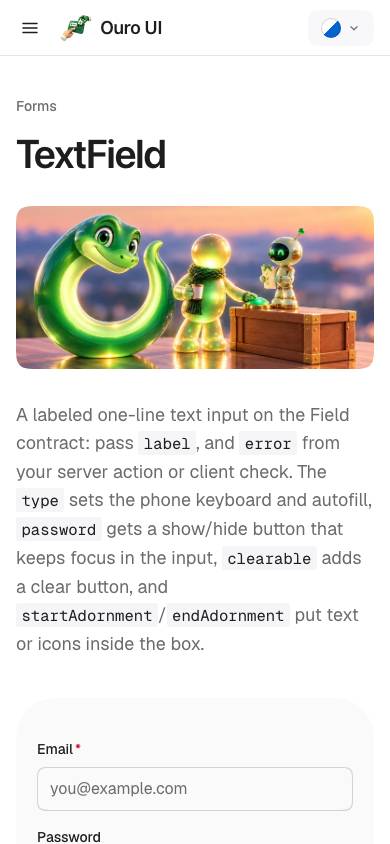 Ouro UI
Forms
TextField
A labeled one-line text input on the Field
contract: pass label, and error from
your server action or client check. The
type sets the phone keyboard and autofill,
password gets a show/hide button that
keeps focus in the input, clearable adds
a clear button, and
startAdornment/endAdornment put text
or icons inside the box.
Email*
you@example.com
Password